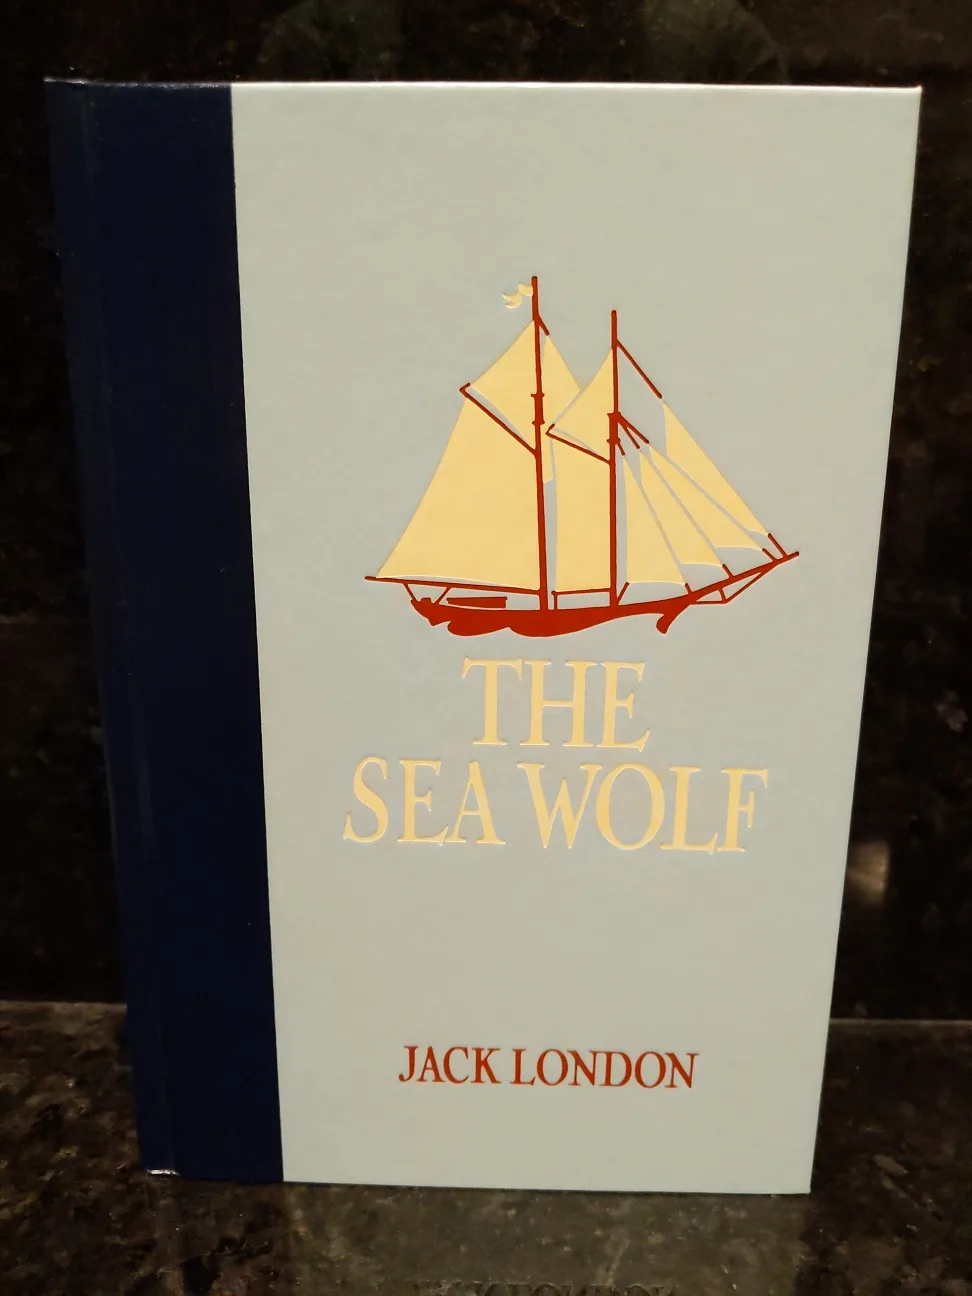 THE
SEA WOLF
JACK LONDON